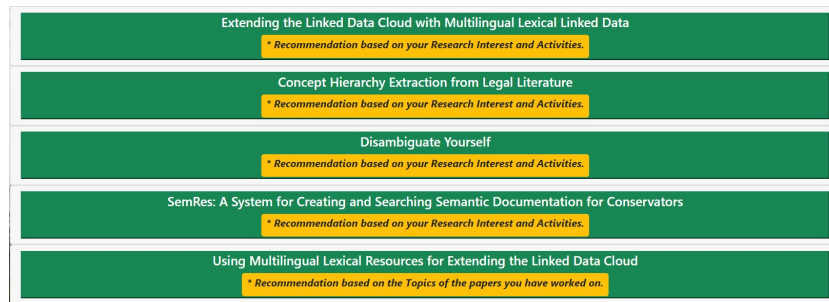 Extending the Linked Data Cloud with Multilingual Lexical Linked Data
* Recommendation based on your Research Interest and Activities.
Concept Hierarchy Extraction from Legal Literature
* Recommendation based on your Research Interest and Activities.
Disambiguate Yourself
* Recommendation based on your Research Interest and Activities.
SemRes: A System for Creating and Searching Semantic Documentation for Conservators
* Recommendation based on your Research Interest and Activities.
Using Multilingual Lexical Resources for Extending the Linked Data Cloud
* Recommendation based on the Topics of the papers you have worked on.